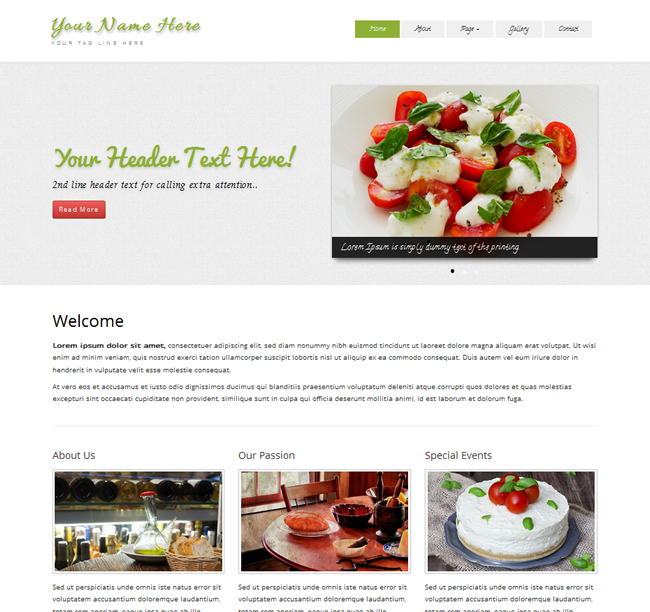 Your Name Here
YOUR TAG LINE HERE
Home About Page Gallery Contact
Your Header Text Here!
2nd line header text for calling extra attention..
Read More
Lorem Ipsum is simply dummy text of the printing
Welcome
Lorem ipsum dolor sit amet, consectetuer adipiscing elit, sed diam nonummy nibh euismod tincidunt ut laoreet dolore magna aliquam erat volutpat. Ut wisi
enim ad minim veniam, quis nostrud exerci tation ullamcorper suscipit lobortis nisl ut aliquip ex ea commodo consequat. Duis autem vel eum iriure dolor in
hendrerit in vulputate velit esse molestie consequat.
At vero eos et accusamus et iusto odio dignissimos ducimus qui blanditiis praesentium voluptatum deleniti atque corrupti quos dolores et quas molestias
excepturi sint occaecati cupiditate non provident, similique sunt in culpa qui officia deserunt mollitia animi, id est laborum et dolorum fuga.
About Us
Our Passion
Special Events
Sed ut perspiciatis unde omnis iste natus error sit
voluptatem accusantium doloremque laudantium,
Sed ut perspiciatis unde omnis iste natus error sit
voluptatem accusantium doloremque laudantium,
Sed ut perspiciatis unde omnis iste natus error sit
voluptatem accusantium doloremque laudantium,